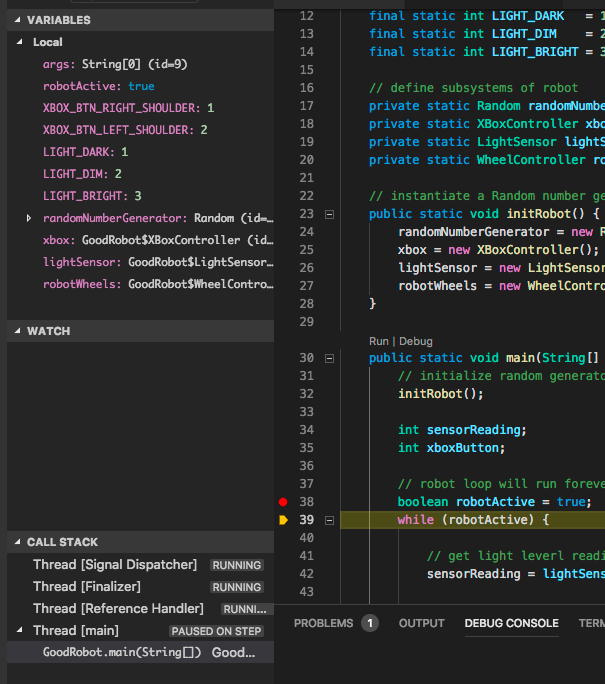 VARIABLES
Local
args: String[0] (id=9)
robotActive: true
XBOX_BTN_RIGHT_SHOULDER: 1
XBOX_BTN_LEFT_SHOULDER: 2
LIGHT_DARK: 1
LIGHT_DIM: 2
LIGHT_BRIGHT: 3
randomNumberGenerator: Random (id=…
xbox: GoodRobot$XBoxController (id…
lightSensor: GoodRobot$LightSensor…
robotWheels: GoodRobot$WheelContro…
WATCH
CALL STACK
Thread [Signal Dispatcher] RUNNING
Thread [Finalizer] RUNNING
Thread [Reference Handler] RUNNI…
Thread [main] PAUSED ON STEP
GoodRobot.main(String[]) Good…
12 final static int LIGHT_DARK = 1
13 final static int LIGHT_DIM = 2
14 final static int LIGHT_BRIGHT = 3
15
16 // define subsystems of robot
17 private static Random randomNumbe
18 private static XBoxController xbo
19 private static LightSensor lightS
20 private static WheelController ro
21
22 // instantiate a Random number ge
23 public static void initRobot() {
24 randomNumberGenerator = new R
25 xbox = new XBoxController();
26 lightSensor = new LightSensor
27 robotWheels = new WheelContro
28 }
29
Run | Debug
30 public static void main(String[]
31 // initialize random generato
32 initRobot();
33
34 int sensorReading;
35 int xboxButton;
36
37 // robot loop will run foreve
38 boolean robotActive = true;
39 while (robotActive) {
40
41 // get light leverl readi
42 sensorReading = lightSens
43
PROBLEMS 1 OUTPUT DEBUG CONSOLE TERM